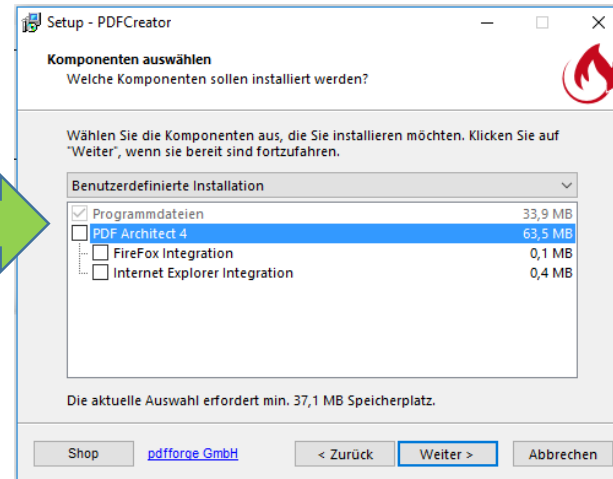 Setup - PDFCreator
Komponenten auswählen
Welche Komponenten sollen installiert werden?
Wählen Sie die Komponenten aus, die Sie installieren möchten. Klicken Sie auf
"Weiter", wenn sie bereit sind fortzufahren.
Benutzerdefinierte Installation
Programmdateien 33,9 MB
PDF Architect 4 63,5 MB
FireFox Integration 0,1 MB
Internet Explorer Integration 0,4 MB
Die aktuelle Auswahl erfordert min. 37,1 MB Speicherplatz.
Shop pdfforge GmbH < Zurück Weiter > Abbrechen